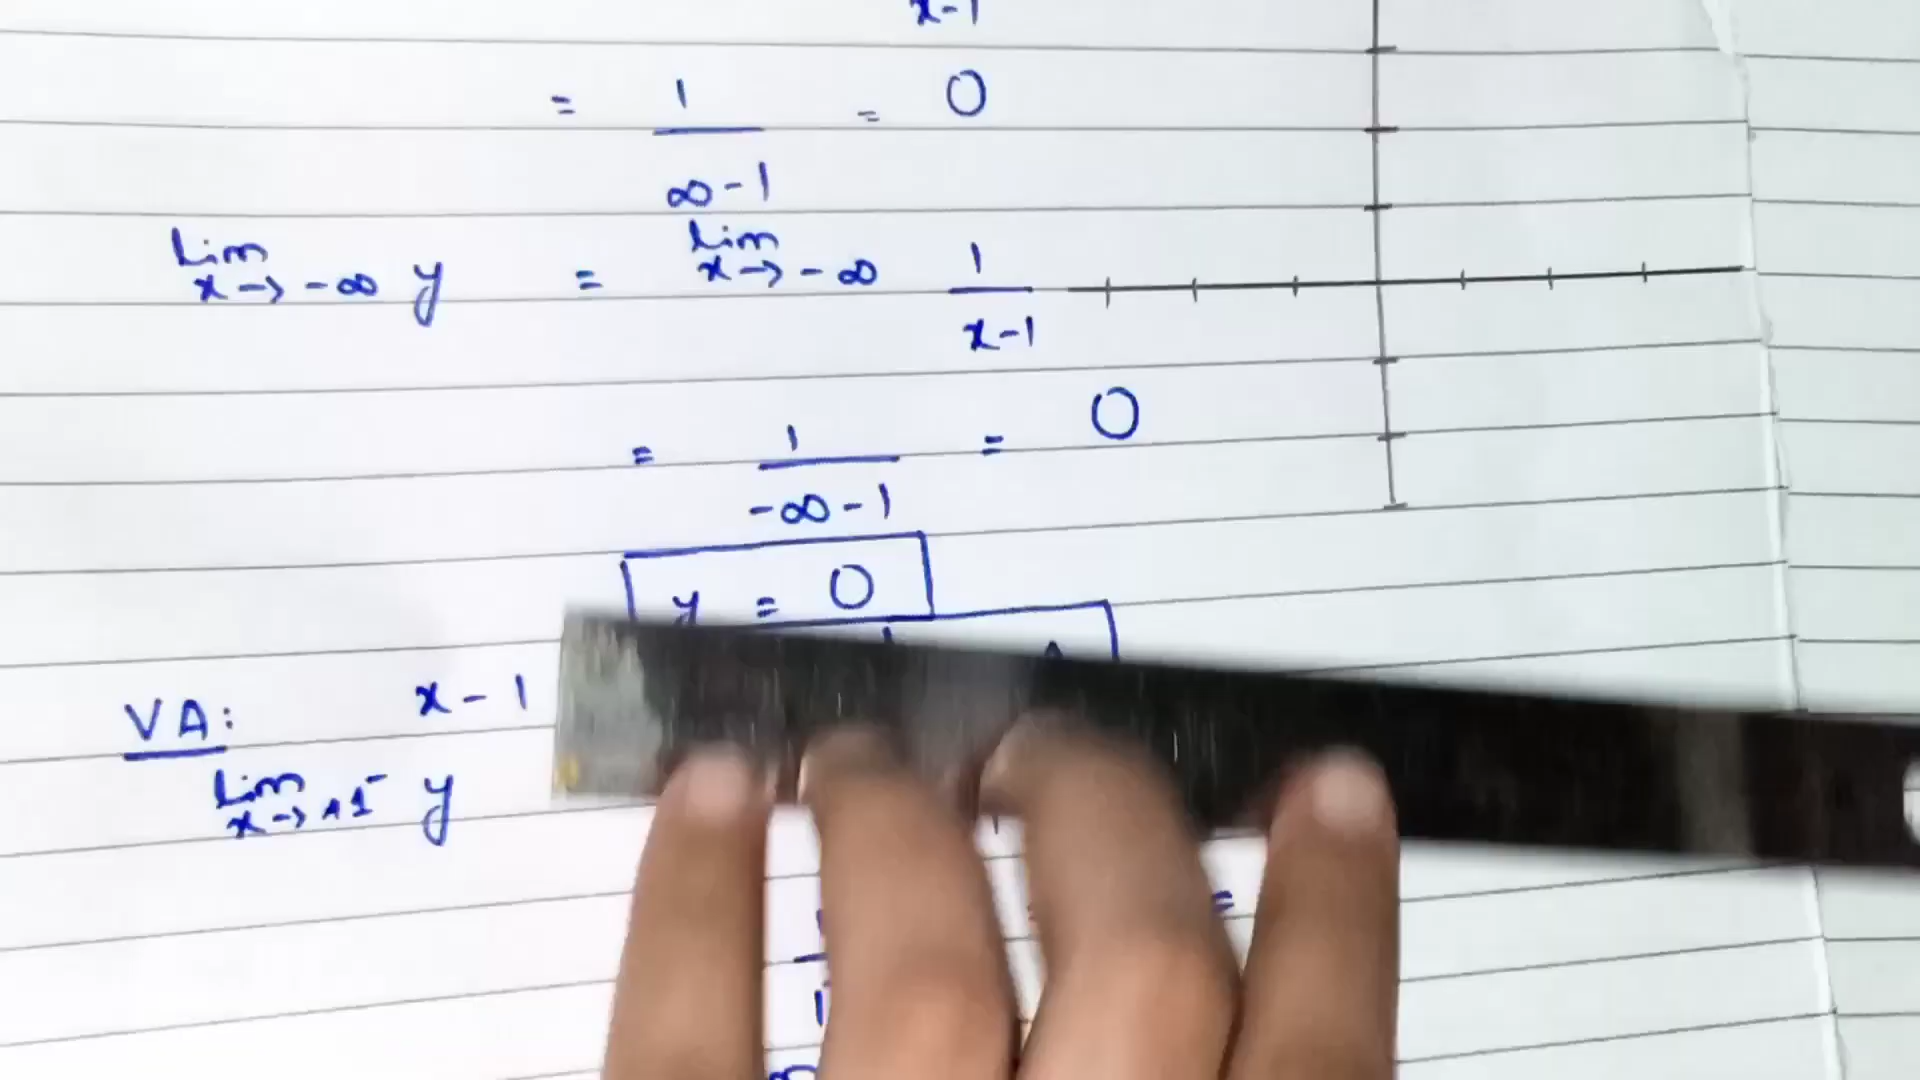 x-1
= 1/∞-1 = 0
lim x→-∞ y = lim x→-∞ 1/x-1
= 1/-∞-1 = 0
y = 0
VA: x-1
lim x→1⁻ y
=